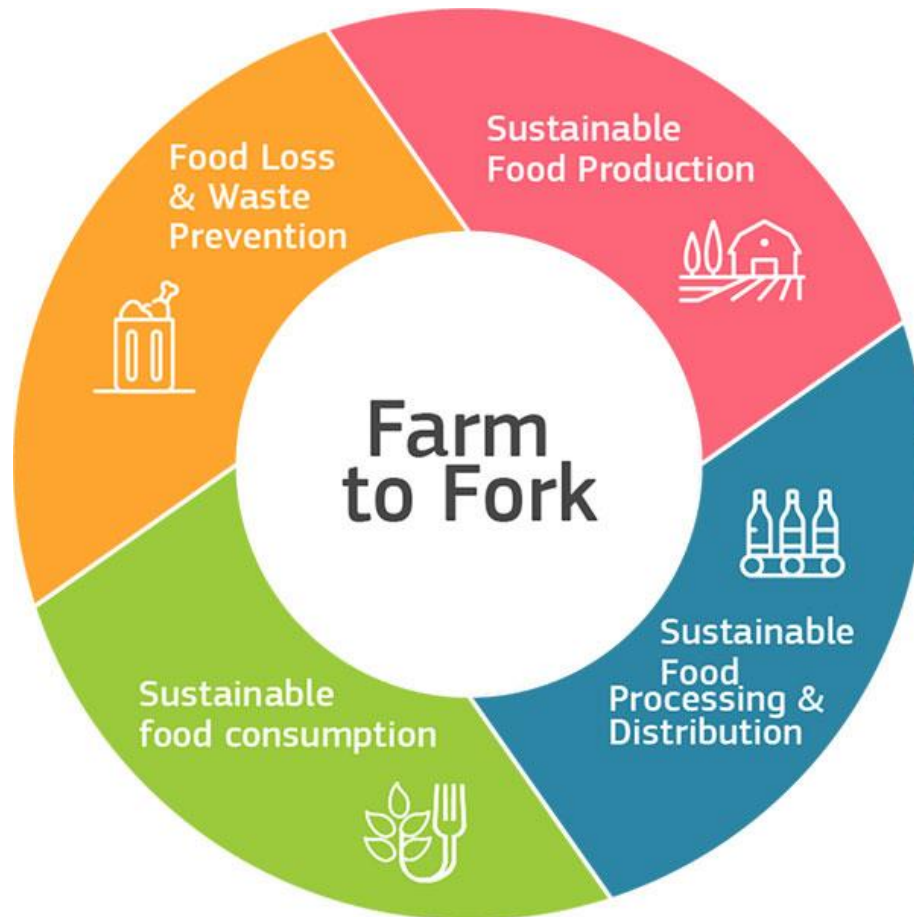 Sustainable
Food Production
Sustainable
Food
Processing &
Distribution
Sustainable
food consumption
Food Loss
& Waste
Prevention
Farm
to Fork